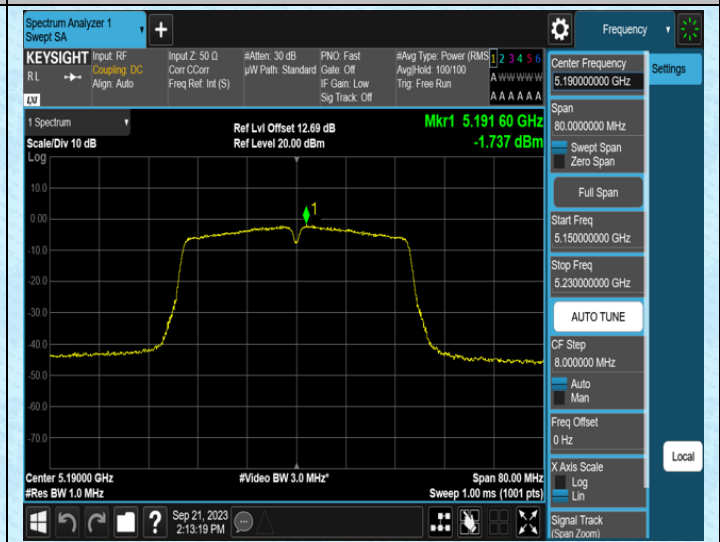 Spectrum Analyzer 1
Swept SA
+
Frequency
KEYSIGHT
RL
LXI
Input: RF
Coupling: DC
Align: Auto
Input Z: 50 Ω
Corr CCorr
Freq Ref: Int (S)
#Atten: 30 dB
µW Path: Standard
PNO: Fast
Gate: Off
IF Gain: Low
Sig Track: Off
#Avg Type: Power (RMS
Avg|Hold: 100/100
Trig: Free Run
1 2 3 4 5 6
A W W W W W
A A A A A A
1 Spectrum
Scale/Div 10 dB
Log
Ref Lvl Offset 12.69 dB
Ref Level 20.00 dBm
Mkr1 5.191 60 GHz
-1.737 dBm
10.0
0.00
-10.0
-20.0
-30.0
-40.0
-50.0
-60.0
-70.0
1
Center 5.19000 GHz
#Res BW 1.0 MHz
#Video BW 3.0 MHz*
Span 80.00 MHz
Sweep 1.00 ms (1001 pts)
?
Sep 21, 2023
2:13:19 PM
Center Frequency
5.190000000 GHz
Span
80.0000000 MHz
Swept Span
Zero Span
Full Span
Start Freq
5.150000000 GHz
Stop Freq
5.230000000 GHz
AUTO TUNE
CF Step
8.000000 MHz
Auto
Man
Freq Offset
0 Hz
X Axis Scale
Log
Lin
Signal Track
(Span Zoom)
Settings
Local